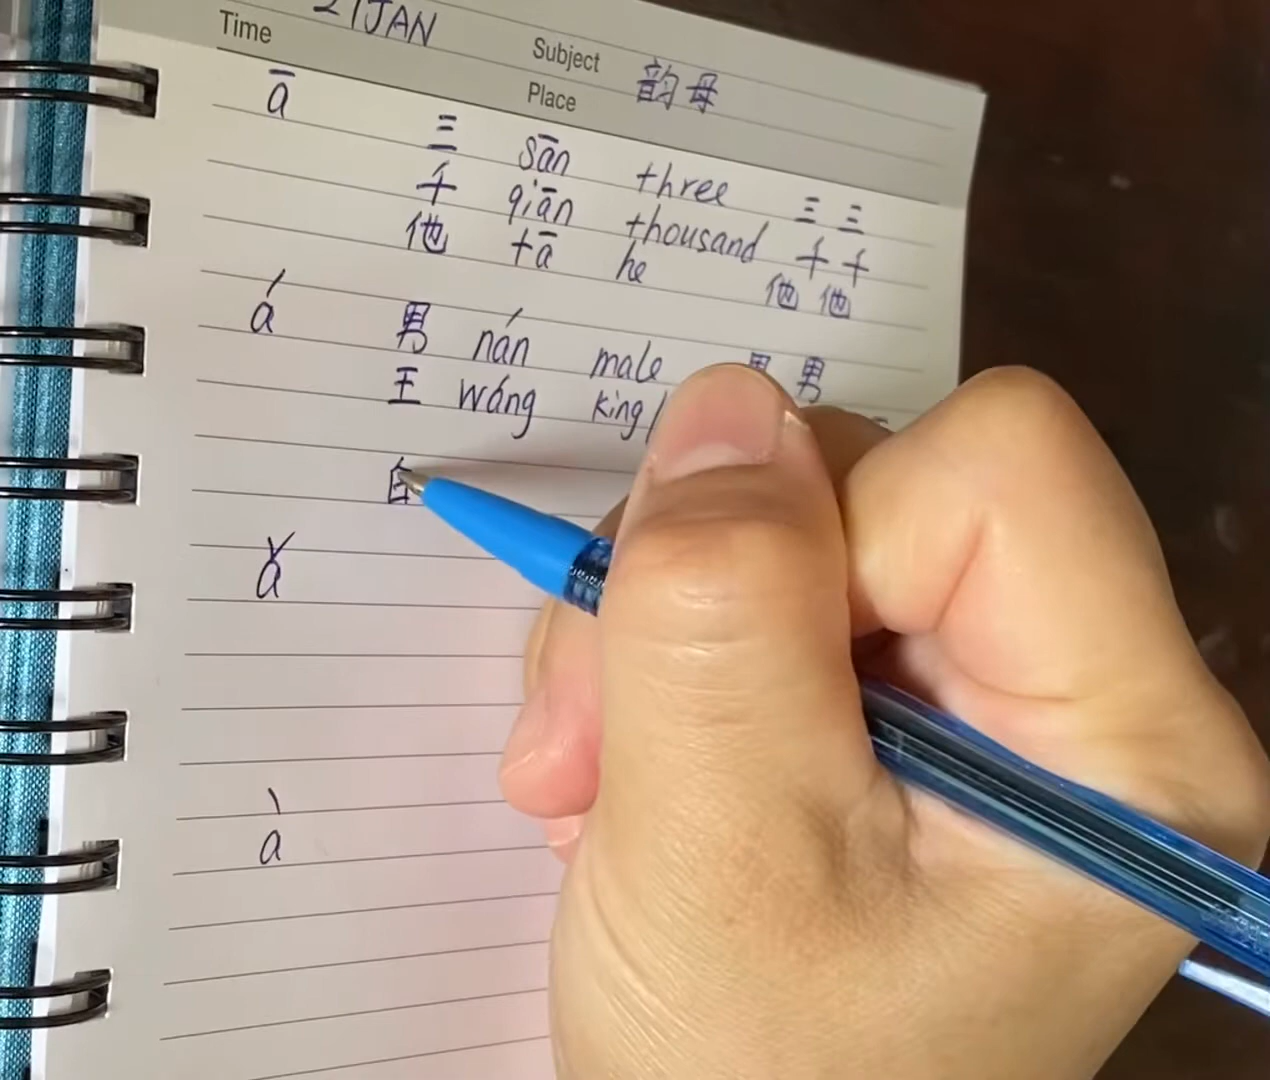 21JAN
Time Subject 韵母
Place
ā
三 sān three 三 三
千 qiān thousand 千 千
他 tā he 他 他
á
男 nán male 男 男
王 wáng king/
ǎ
à